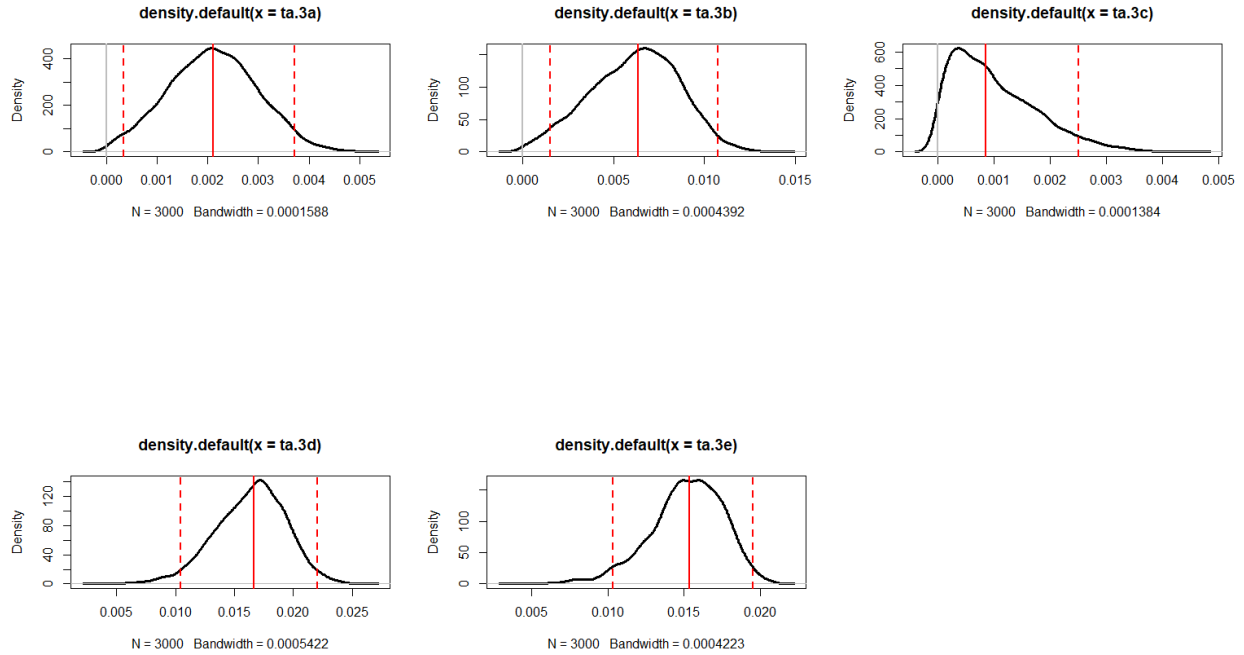 density.default(x = ta.3a)
Density
0 200 400
0.000 0.001 0.002 0.003 0.004 0.005
N = 3000 Bandwidth = 0.0001588
density.default(x = ta.3b)
Density
0 50 100
0.000 0.005 0.010 0.015
N = 3000 Bandwidth = 0.0004392
density.default(x = ta.3c)
Density
0 200 400 600
0.000 0.001 0.002 0.003 0.004 0.005
N = 3000 Bandwidth = 0.0001384
density.default(x = ta.3d)
Density
0 40 80 120
0.005 0.010 0.015 0.020 0.025
N = 3000 Bandwidth = 0.0005422
density.default(x = ta.3e)
Density
0 50 100
0.005 0.010 0.015 0.020
N = 3000 Bandwidth = 0.0004223